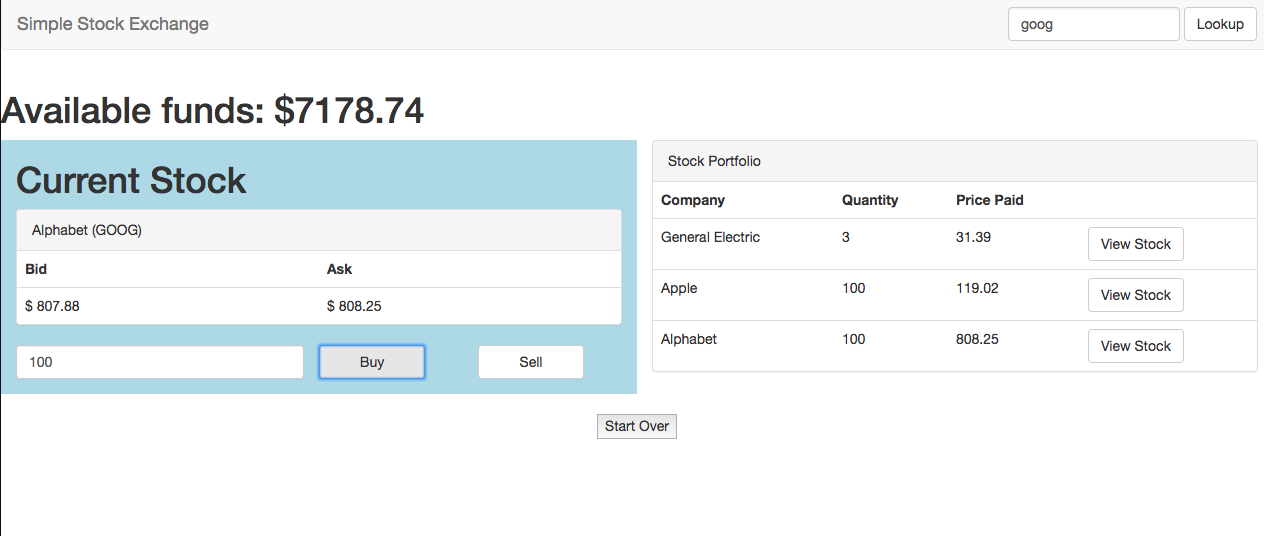 Simple Stock Exchange
goog
Lookup
Available funds: $7178.74
Current Stock
Alphabet (GOOG)
Bid Ask
$ 807.88 $ 808.25
100
Buy
Sell
Stock Portfolio
Company Quantity Price Paid
General Electric 3 31.39 View Stock
Apple 100 119.02 View Stock
Alphabet 100 808.25 View Stock
Start Over